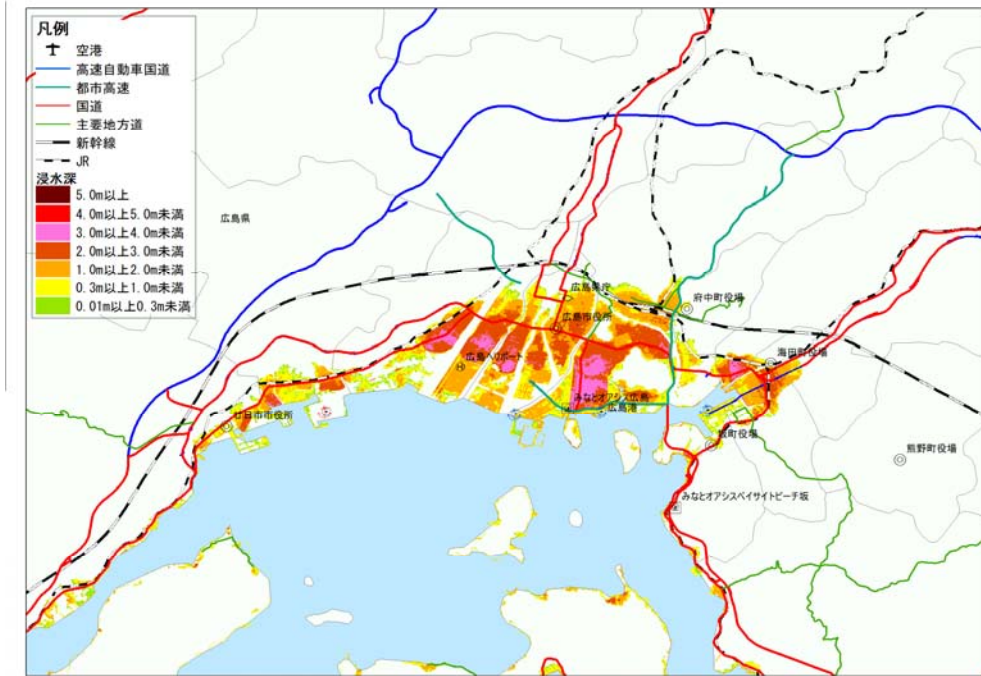 凡例
空港
高速自動車国道
都市高速
国道
主要地方道
新幹線
JR
浸水深
5.0m以上
4.0m以上5.0m未満
3.0m以上4.0m未満
2.0m以上3.0m未満
1.0m以上2.0m未満
0.3m以上1.0m未満
0.01m以上0.3m未満
広島県
広島県庁
府中町役場
広島市役所
海田町役場
広島ヘリポート
みなとオアシス広島
広島港
廿日市市役所
坂町役場
熊野町役場
みなとオアシスベイサイトビーチ坂